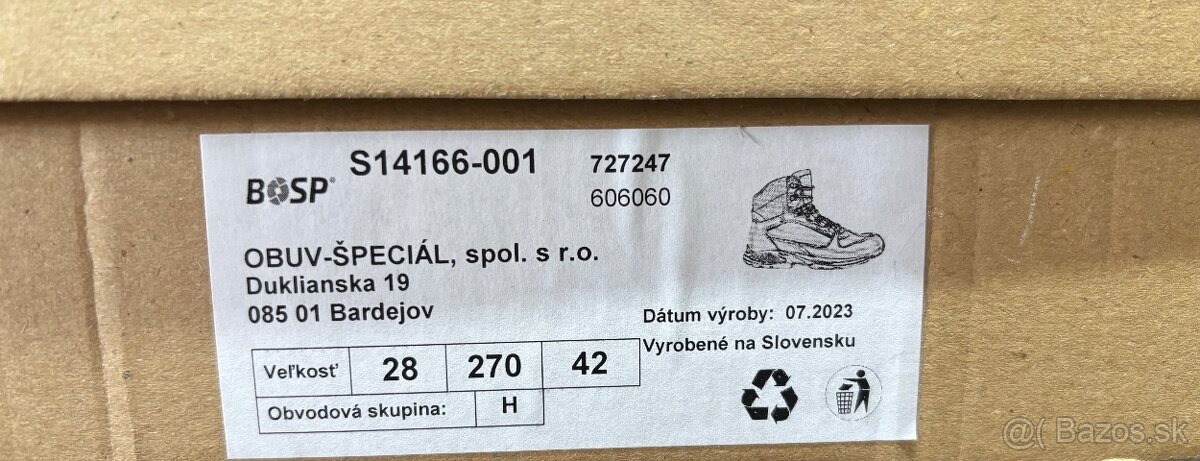 S14166-001
727247
BOSP®
606060
OBUV-ŠPECIÁL, spol. s r.o.
Duklianska 19
085 01 Bardejov
Dátum výroby: 07.2023
Vyrobené na Slovensku
Veľkosť 28 270 42
Obvodová skupina: H
@( Bazos.sk